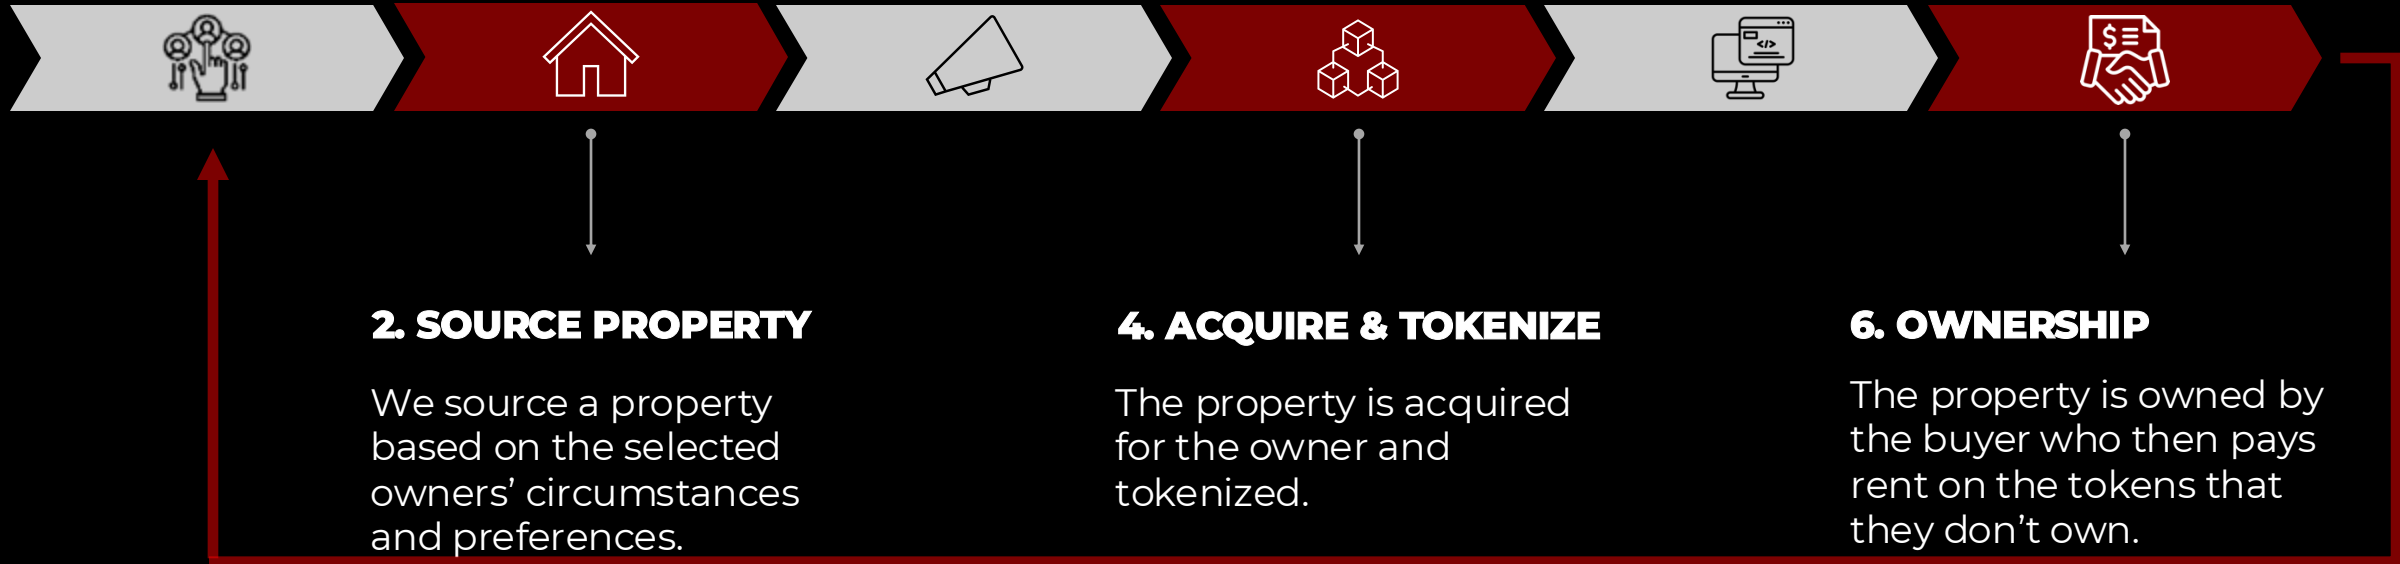 2. SOURCE PROPERTY
We source a property
based on the selected
owners’ circumstances
and preferences.
4. ACQUIRE & TOKENIZE
The property is acquired
for the owner and
tokenized.
6. OWNERSHIP
The property is owned by
the buyer who then pays
rent on the tokens that
they don’t own.